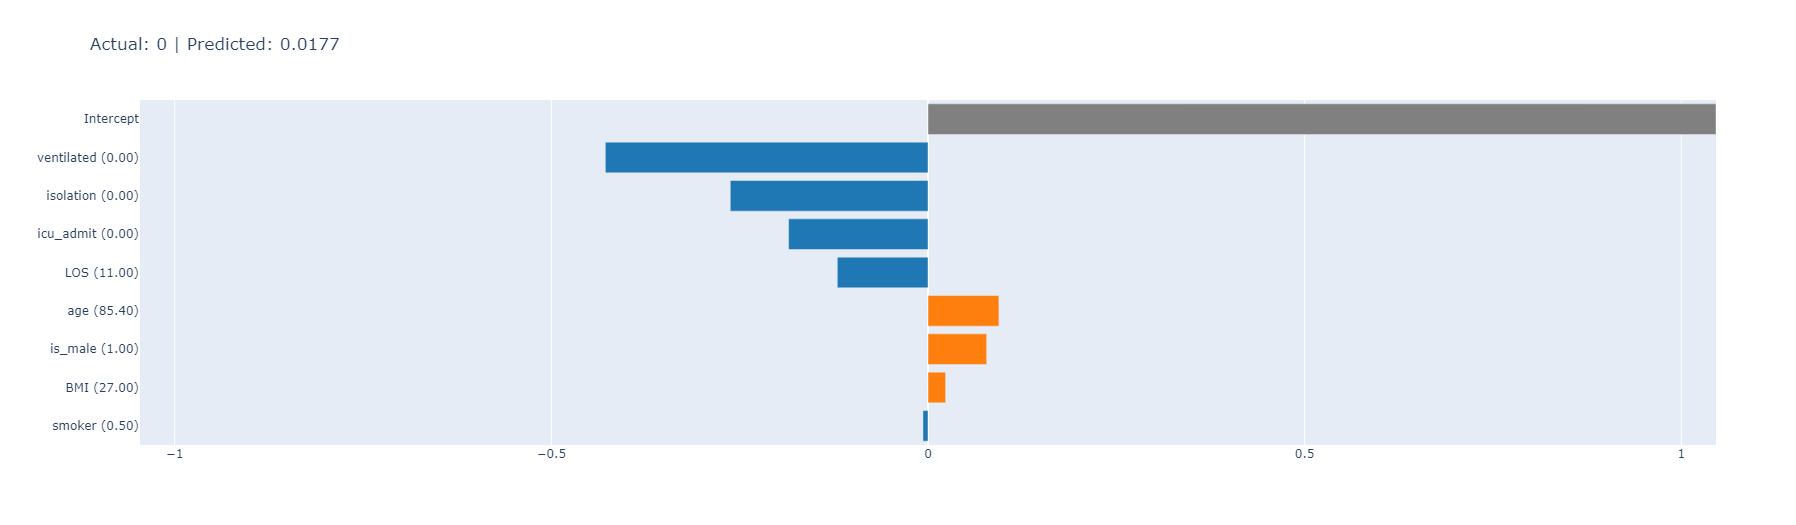 Actual: 0 | Predicted: 0.0177
Intercept
ventilated (0.00)
isolation (0.00)
icu_admit (0.00)
LOS (11.00)
age (85.40)
is_male (1.00)
BMI (27.00)
smoker (0.50)
−1 −0.5 0 0.5 1